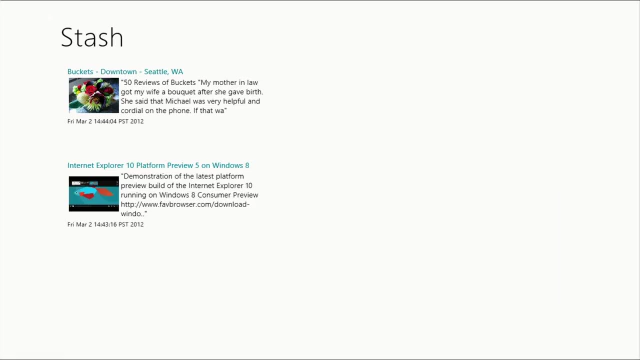 Stash
Buckets - Downtown - Seattle, WA
"50 Reviews of Buckets "My mother in law
got my wife a bouquet after she gave birth.
She said that Michael was very helpful and
cordial on the phone. If that wa"
Fri Mar 2 14:44:04 PST 2012
Internet Explorer 10 Platform Preview 5 on Windows 8
"Demonstration of the latest platform
preview build of the Internet Explorer 10
running on Windows 8 Consumer Preview
http://www.favbrowser.com/download-
windo.."
Fri Mar 2 14:43:16 PST 2012